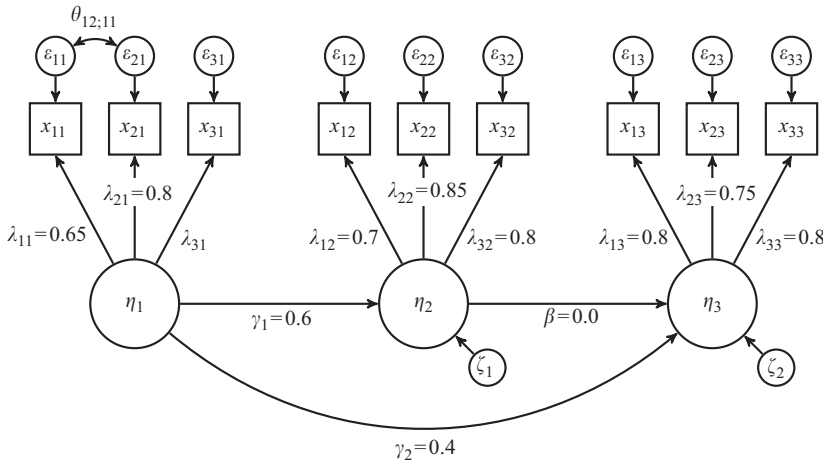 θ12;11
ε11 ε21 ε31 ε12 ε22 ε32 ε13 ε23 ε33
x11 x21 x31 x12 x22 x32 x13 x23 x33
λ21=0.8 λ22=0.85 λ23=0.75
λ11=0.65 λ31 λ12=0.7 λ32=0.8 λ13=0.8 λ33=0.8
η1 η2 η3
γ1=0.6 β=0.0
ζ1 ζ2
γ2=0.4